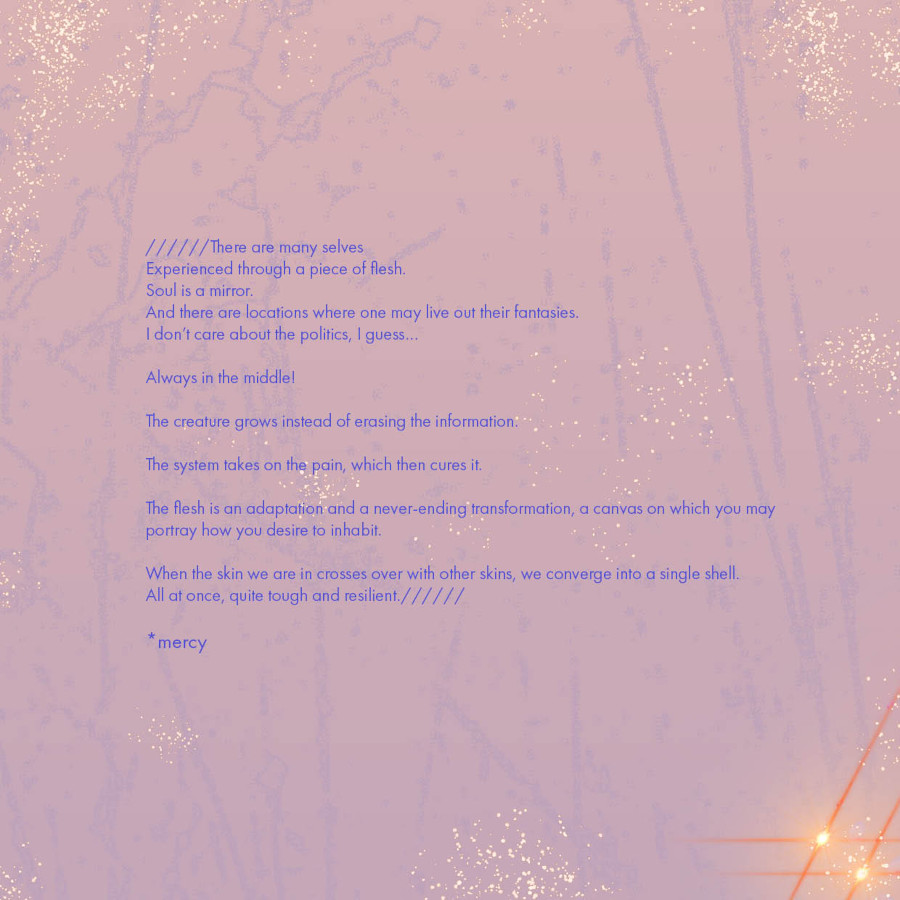 //////There are many selves
Experienced through a piece of flesh.
Soul is a mirror.
And there are locations where one may live out their fantasies.
I don’t care about the politics, I guess...
Always in the middle!
The creature grows instead of erasing the information.
The system takes on the pain, which then cures it.
The flesh is an adaptation and a never-ending transformation, a canvas on which you may
portray how you desire to inhabit.
When the skin we are in crosses over with other skins, we converge into a single shell.
All at once, quite tough and resilient.//////
*mercy